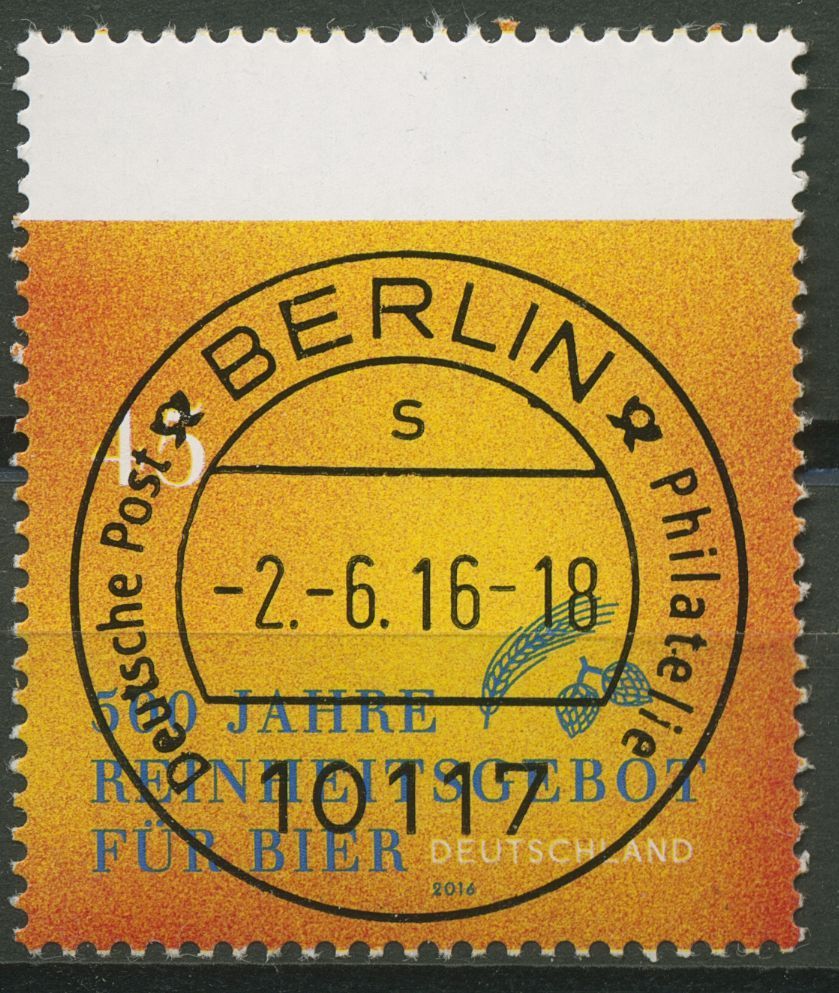 BERLIN
s
45
Deutsche Post
Philatelie
-2.-6.16-18
500 JAHRE
REINHEITSGEBOT
FÜR BIER
10117
DEUTSCHLAND
2016